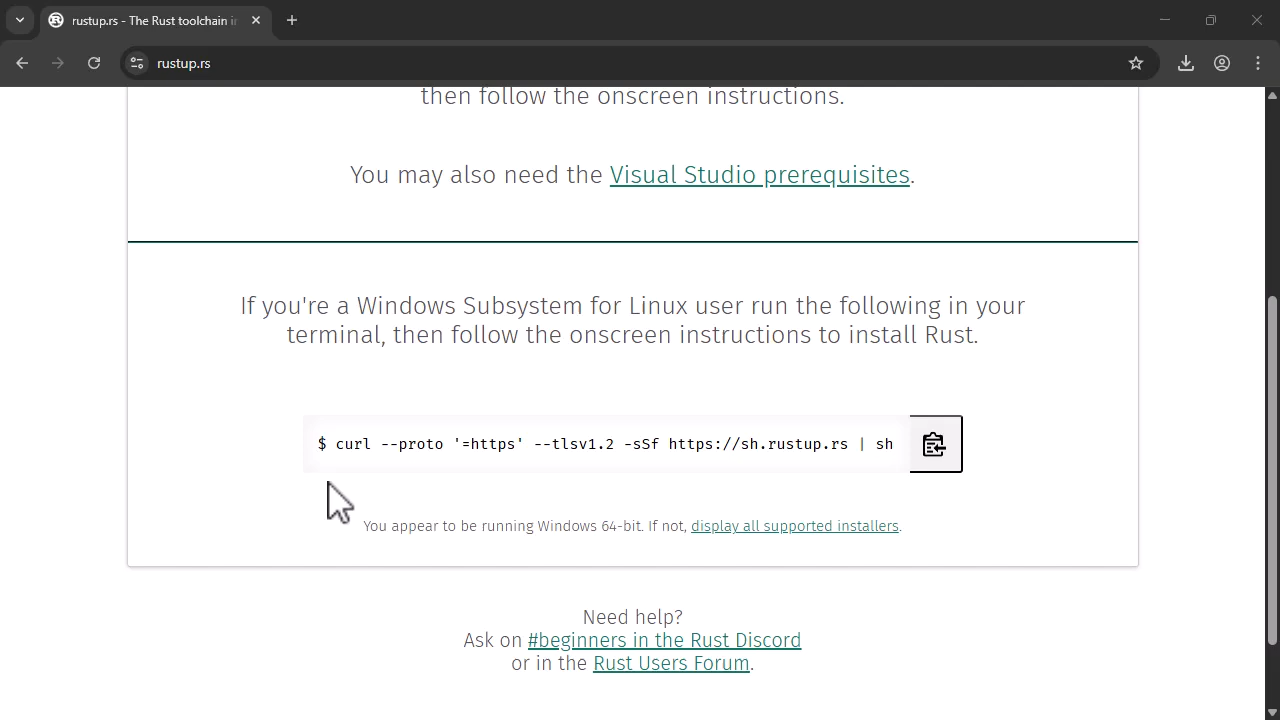 rustup.rs - The Rust toolchain in
rustup.rs
then follow the onscreen instructions.
You may also need the Visual Studio prerequisites.
If you're a Windows Subsystem for Linux user run the following in your
terminal, then follow the onscreen instructions to install Rust.
$ curl --proto '=https' --tlsv1.2 -sSf https://sh.rustup.rs | sh
You appear to be running Windows 64-bit. If not, display all supported installers.
Need help?
Ask on #beginners in the Rust Discord
or in the Rust Users Forum.